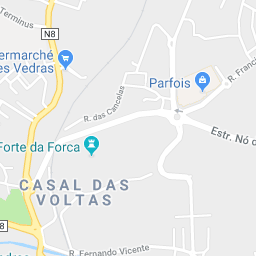 Terminus
N8
ermarché
es Vedras
R. das Cancelas
Parfois
R. Franc
Estr. Nó d
Forte da Forca
CASAL DAS
VOLTAS
8
R. Fernando Vicente